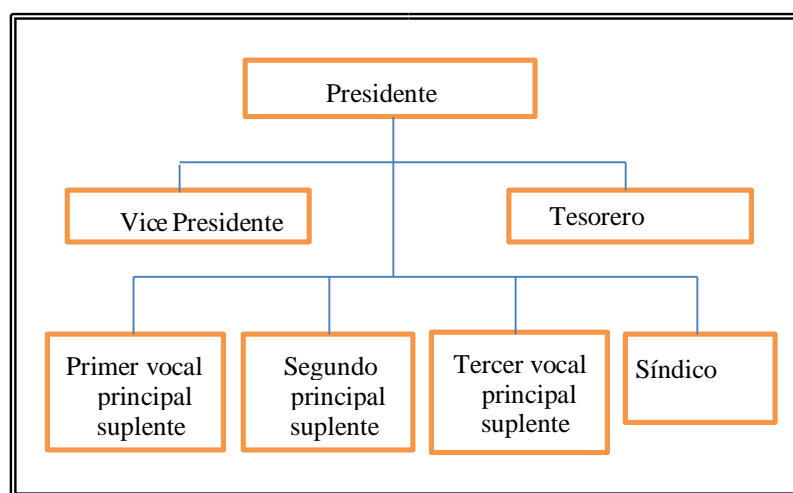 Presidente
Vice Presidente
Tesorero
Primer vocal
principal
suplente
Segundo
principal
suplente
Tercer vocal
principal
suplente
Síndico